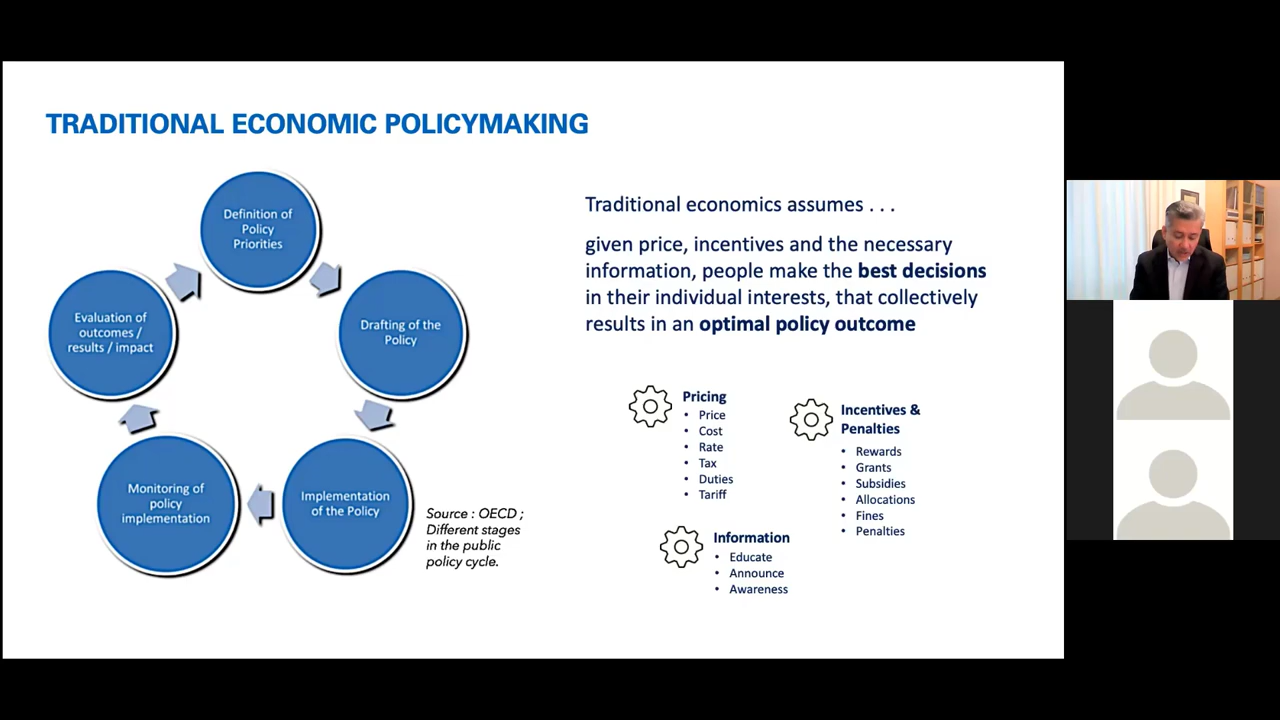 TRADITIONAL ECONOMIC POLICYMAKING
Definition of
Policy
Priorities
Drafting of the
Policy
Implementation
of the Policy
Monitoring of
policy
implementation
Evaluation of
outcomes /
results / impact
Source : OECD ;
Different stages
in the public
policy cycle.
Traditional economics assumes . . .
given price, incentives and the necessary
information, people make the best decisions
in their individual interests, that collectively
results in an optimal policy outcome
Pricing
• Price
• Cost
• Rate
• Tax
• Duties
• Tariff
Incentives &
Penalties
• Rewards
• Grants
• Subsidies
• Allocations
• Fines
• Penalties
Information
• Educate
• Announce
• Awareness